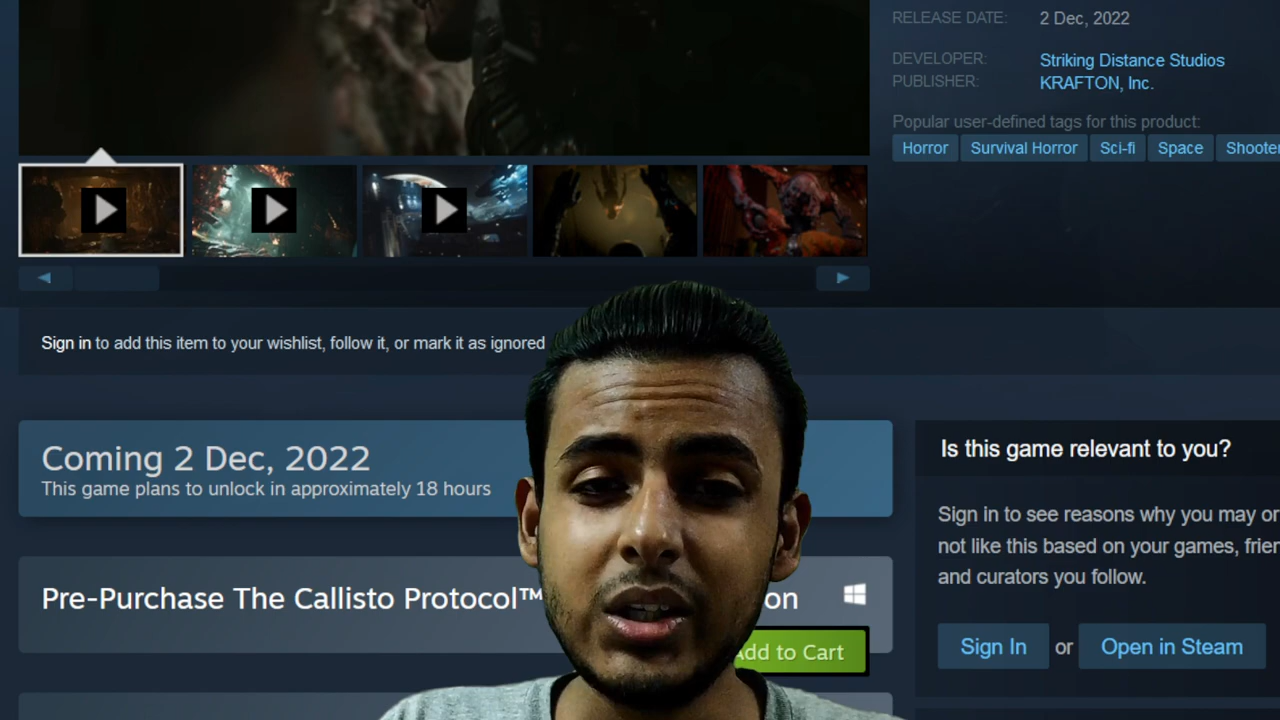 RELEASE DATE: 2 Dec, 2022
DEVELOPER: Striking Distance Studios
PUBLISHER: KRAFTON, Inc.
Popular user-defined tags for this product:
Horror Survival Horror Sci-fi Space Shooter
Sign in to add this item to your wishlist, follow it, or mark it as ignored
Coming 2 Dec, 2022
This game plans to unlock in approximately 18 hours
Pre-Purchase The Callisto Protocol™ on
Add to Cart
Is this game relevant to you?
Sign in to see reasons why you may or
not like this based on your games, frien
and curators you follow.
Sign In or Open in Steam